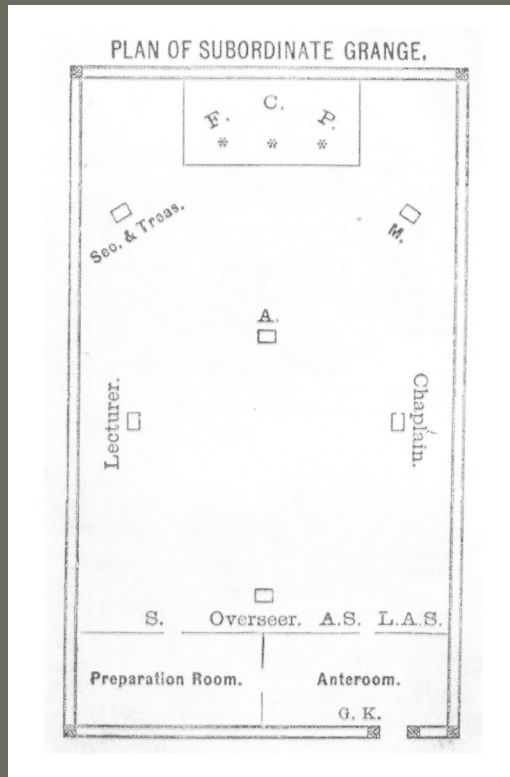 PLAN OF SUBORDINATE GRANGE.
F. C. P.
Sec. & Treas.
M.
A.
Lecturer.
Chaplain.
S. Overseer. A.S. L.A.S.
Preparation Room. Anteroom.
G. K.